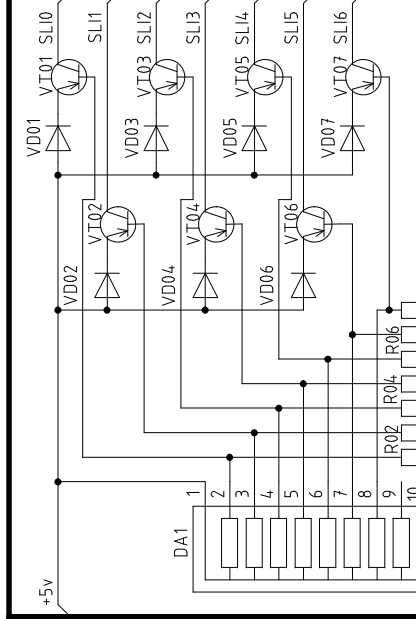 SLI0
SLI1
SLI2
SLI3
SLI4
SLI5
SLI6
VT01
VT03
VT05
VT07
VD01
VD03
VD05
VD07
VT02
VT04
VT06
VD02
VD04
VD06
R06
R04
R02
1
2
3
4
5
6
7
8
9
10
DA1
+5v